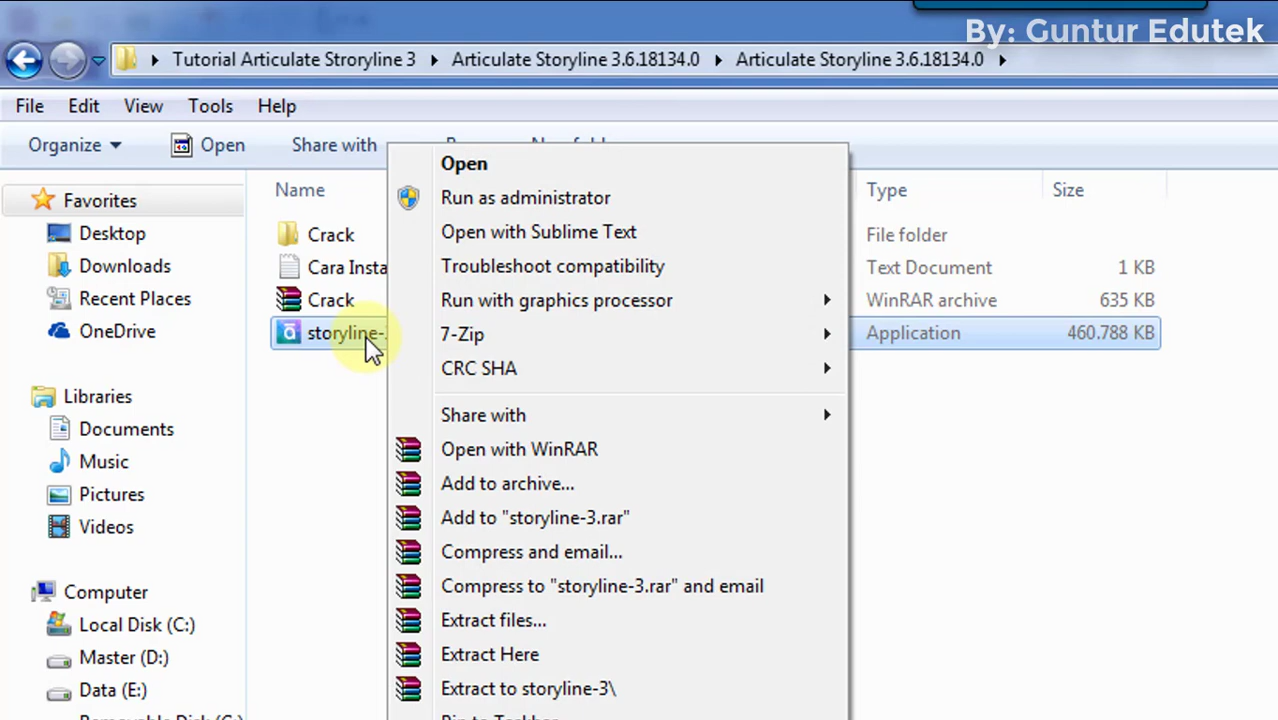 By: Guntur Edutek
Tutorial Articulate Stroryline 3 Articulate Storyline 3.6.18134.0 Articulate Storyline 3.6.18134.0
File Edit View Tools Help
Organize Open Share with
Name Type Size
Favorites
Desktop
Downloads
Recent Places
OneDrive
Libraries
Documents
Music
Pictures
Videos
Computer
Local Disk (C:)
Master (D:)
Data (E:)
Crack File folder
Cara Insta Text Document 1 KB
Crack WinRAR archive 635 KB
storyline- Application 460.788 KB
Open
Run as administrator
Open with Sublime Text
Troubleshoot compatibility
Run with graphics processor
7-Zip
CRC SHA
Share with
Open with WinRAR
Add to archive...
Add to "storyline-3.rar"
Compress and email...
Compress to "storyline-3.rar" and email
Extract files...
Extract Here
Extract to storyline-3\